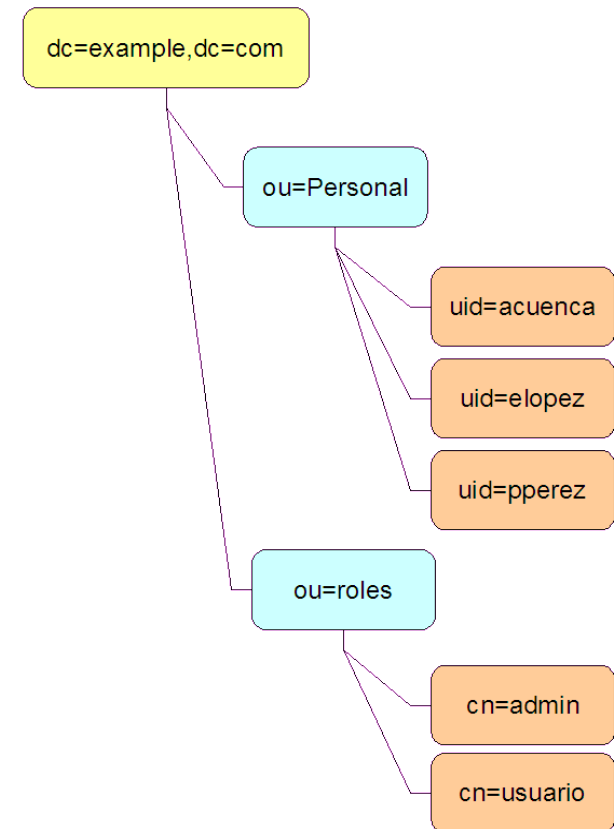 dc=example,dc=com
ou=Personal
uid=acuenca
uid=elopez
uid=pperez
ou=roles
cn=admin
cn=usuario